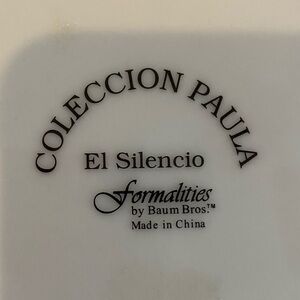 COLECCION PAULA
El Silencio
Formalities
by Baum Bros.™
Made in China